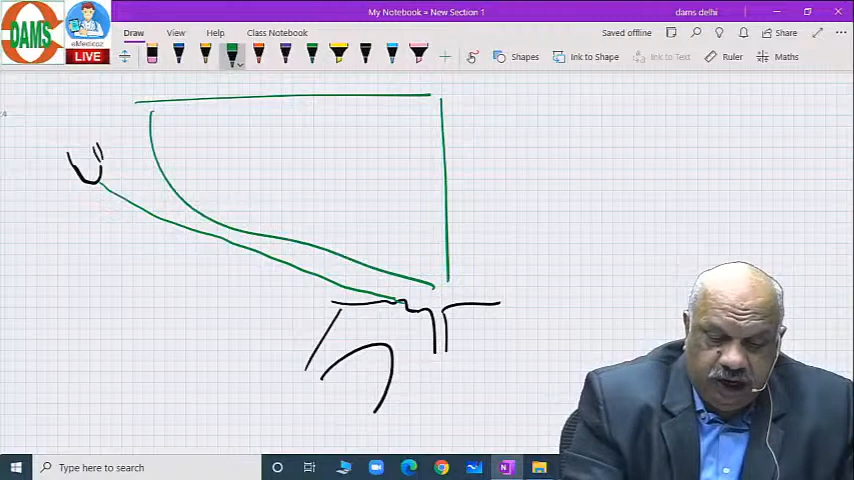 My Notebook = New Section 1
dams delhi
DAMS
eMedicoz
LIVE
Draw
View
Help
Class Notebook
Saved offline
Share
Shapes
Ink to Shape
Ink to Text
Ruler
Maths
Type here to search